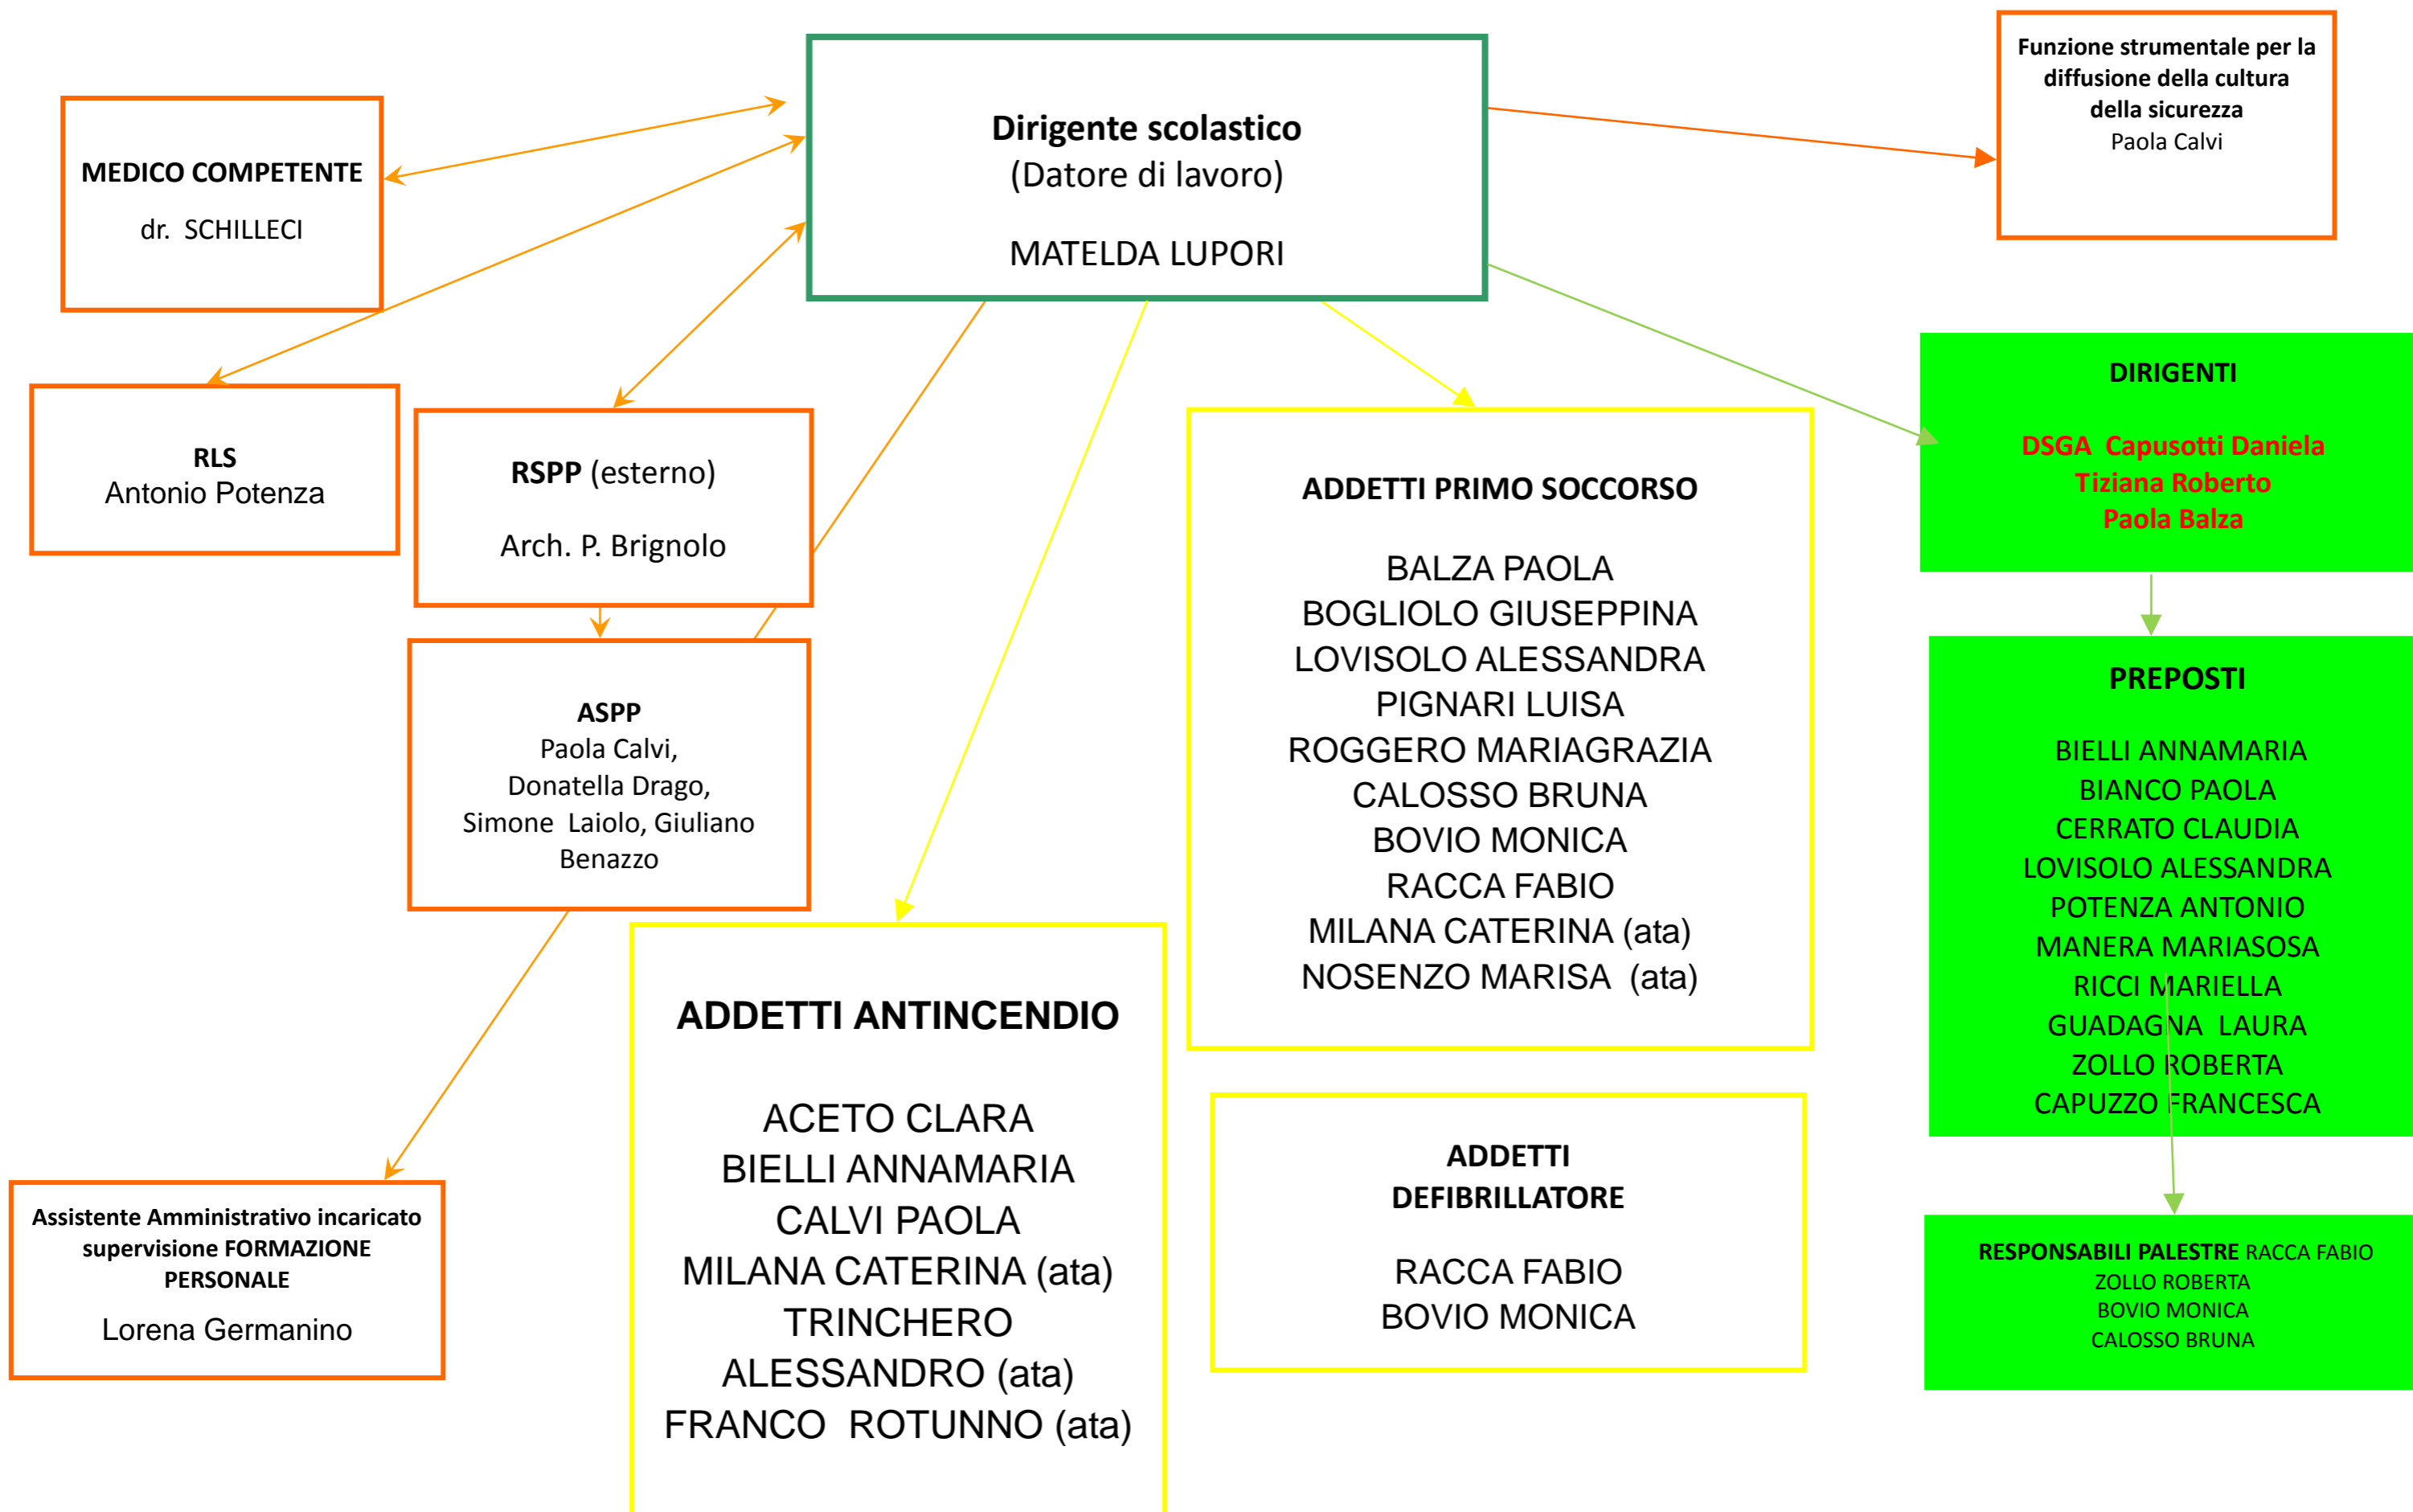 Funzione strumentale per la
diffusione della cultura
della sicurezza
Paola Calvi
Dirigente scolastico
(Datore di lavoro)
MATELDA LUPORI
MEDICO COMPETENTE
dr. SCHILLECI
RLS
Antonio Potenza
RSPP (esterno)
Arch. P. Brignolo
ASPP
Paola Calvi,
Donatella Drago,
Simone Laiolo, Giuliano
Benazzo
Assistente Amministrativo incaricato
supervisione FORMAZIONE
PERSONALE
Lorena Germanino
ADDETTI ANTINCENDIO
ACETO CLARA
BIELLI ANNAMARIA
CALVI PAOLA
MILANA CATERINA (ata)
TRINCHERO
ALESSANDRO (ata)
FRANCO ROTUNNO (ata)
ADDETTI PRIMO SOCCORSO
BALZA PAOLA
BOGLIOLO GIUSEPPINA
LOVISOLO ALESSANDRA
PIGNARI LUISA
ROGGERO MARIAGRAZIA
CALOSSO BRUNA
BOVIO MONICA
RACCA FABIO
MILANA CATERINA (ata)
NOSENZO MARISA (ata)
ADDETTI
DEFIBRILLATORE
RACCA FABIO
BOVIO MONICA
DIRIGENTI
DSGA Capusotti Daniela
Tiziana Roberto
Paola Balza
PREPOSTI
BIELLI ANNAMARIA
BIANCO PAOLA
CERRATO CLAUDIA
LOVISOLO ALESSANDRA
POTENZA ANTONIO
MANERA MARIASOSA
RICCI MARIELLA
GUADAGNA LAURA
ZOLLO ROBERTA
CAPUZZO FRANCESCA
RESPONSABILI PALESTRE RACCA FABIO
ZOLLO ROBERTA
BOVIO MONICA
CALOSSO BRUNA